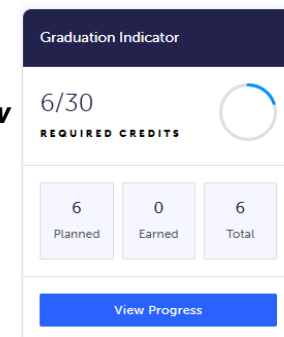 Graduation Indicator
6/30
REQUIRED CREDITS
6 0 6
Planned Earned Total
View Progress